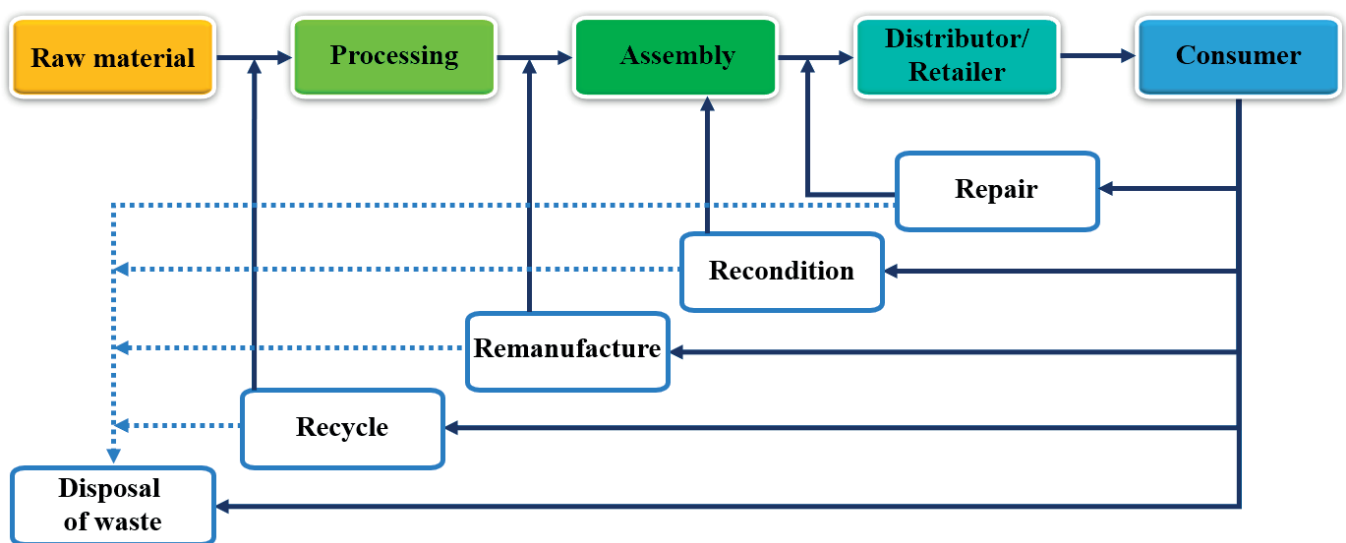 Raw material
Processing
Assembly
Distributor/
Retailer
Consumer
Repair
Recondition
Remanufacture
Recycle
Disposal
of waste